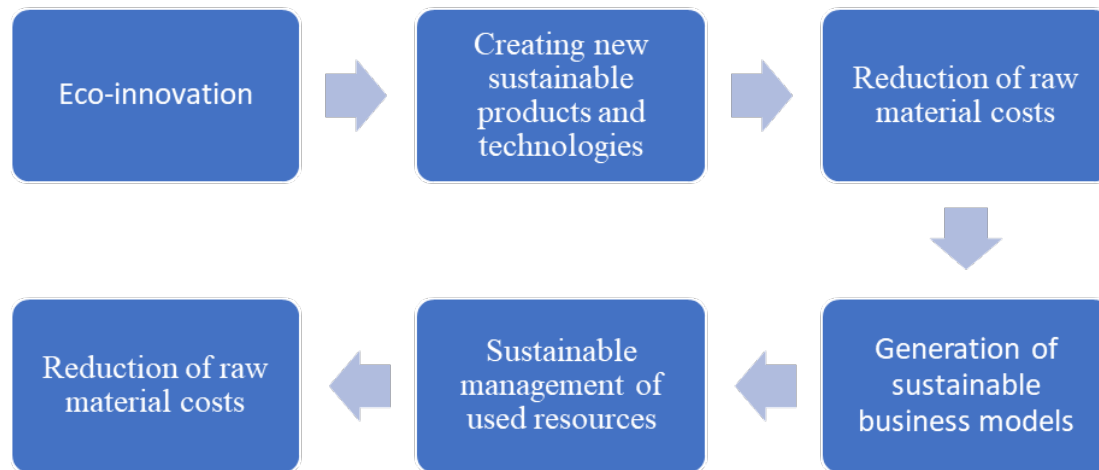 Eco-innovation
Creating new
sustainable
products and
technologies
Reduction of raw
material costs
Generation of
sustainable
business models
Sustainable
management of
used resources
Reduction of raw
material costs